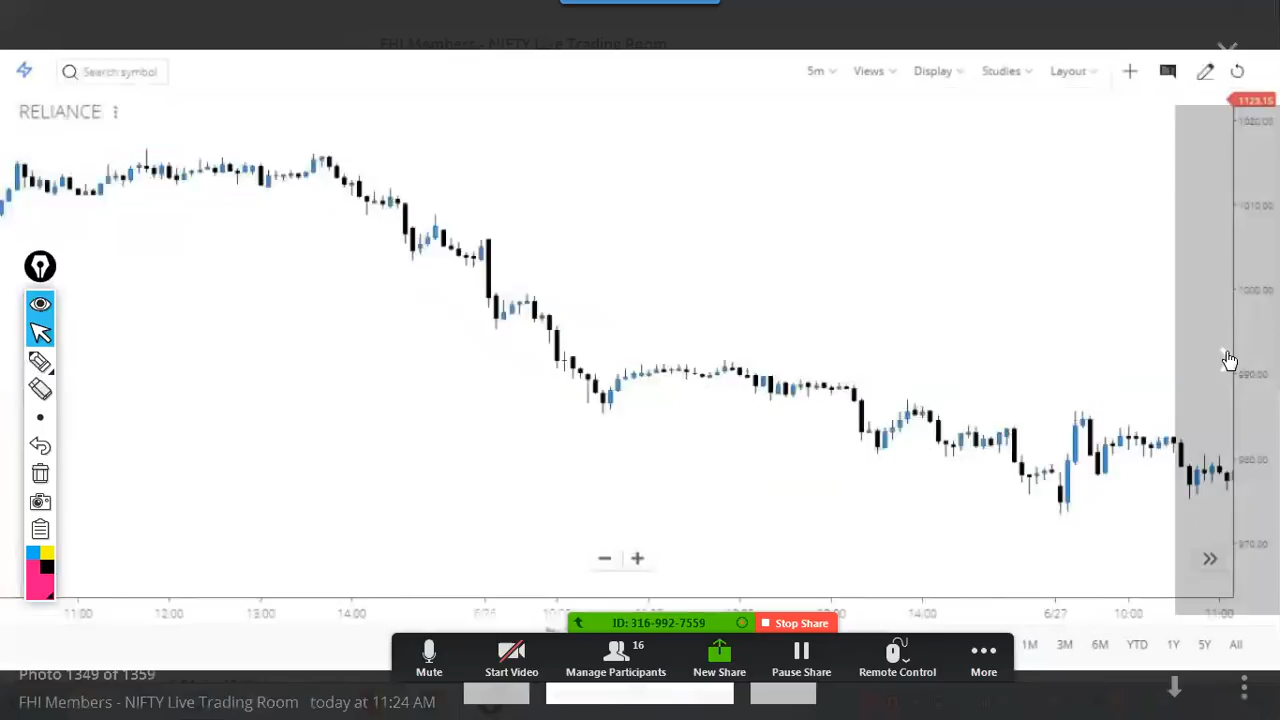 FHI Members - NIFTY Live Trading Room
Search symbol
5m Views Display Studies Layout
RELIANCE
1123.15
1020.00
1010.00
1000.00
990.00
980.00
970.00
11:00 12:00 13:00 14:00 6/26 14:00 6/27 10:00 11:00
ID: 316-992-7559 Stop Share
1M 3M 6M YTD 1Y 5Y All
16
Mute Start Video Manage Participants New Share Pause Share Remote Control More
Photo 1349 of 1359
FHI Members - NIFTY Live Trading Room today at 11:24 AM